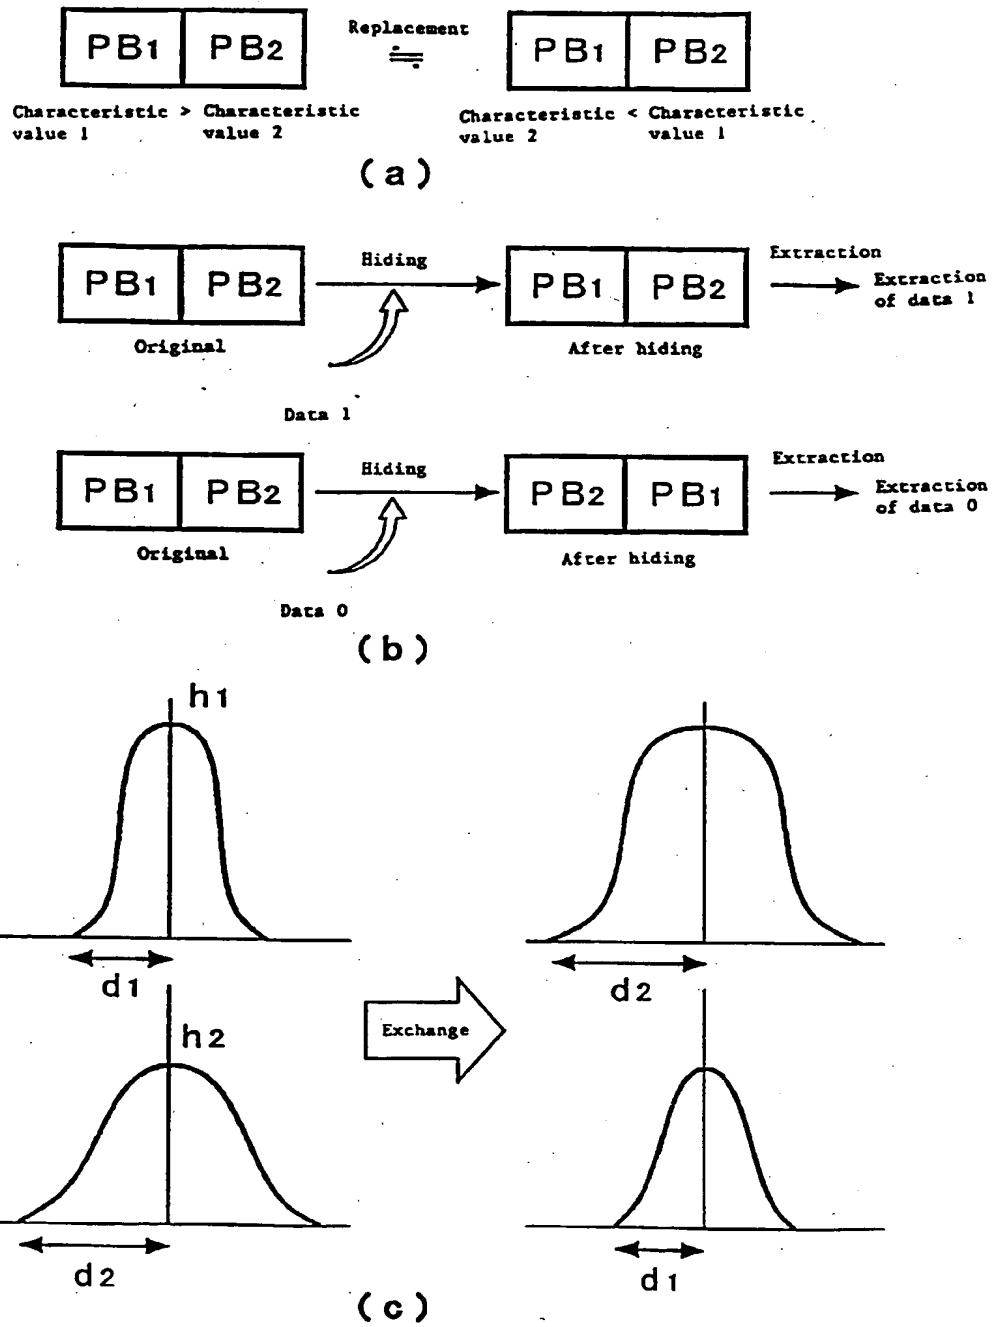 PB1 PB2 Replacement PB1 PB2
Characteristic > Characteristic
value 1 value 2
Characteristic < Characteristic
value 2 value 1
(a)
PB1 PB2 Hiding PB1 PB2 Extraction
Extraction
of data 1
Original After hiding
Data 1
PB1 PB2 Hiding PB2 PB1 Extraction
Extraction
of data 0
Original After hiding
Data 0
(b)
h1
d1 d2
h2 Exchange
d2 d1
(c)